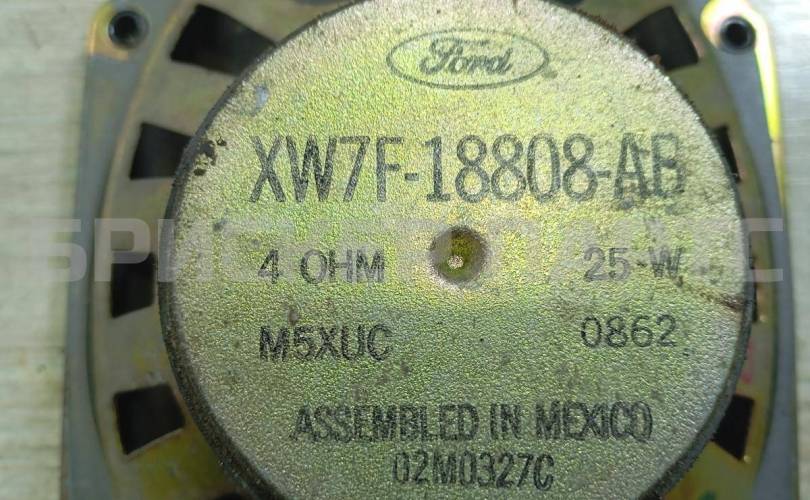 Ford
XW7F-18808-AB
4 OHM 25-W
M5XUC 0862
ASSEMBLED IN MEXICO
02M0327C